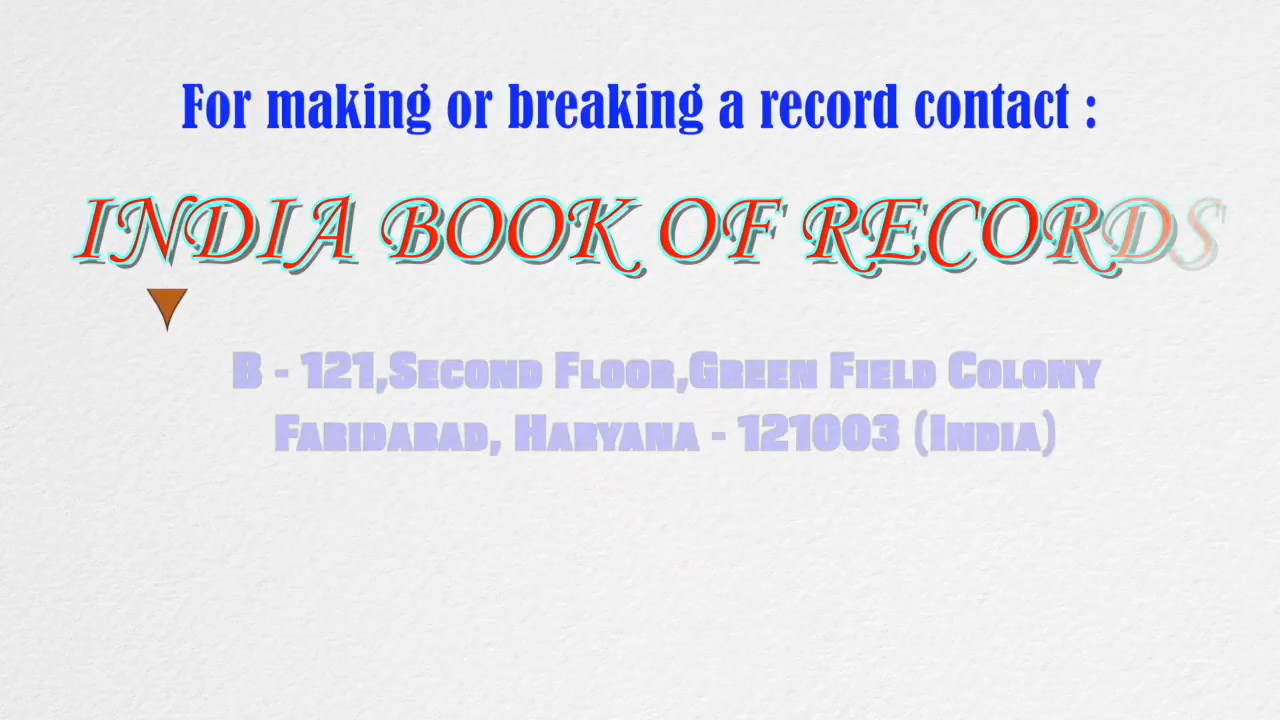 For making or breaking a record contact :
INDIA BOOK OF RECORDS
B - 121,Second Floor,Green Field Colony
Faridabad, Haryana - 121003 (India)